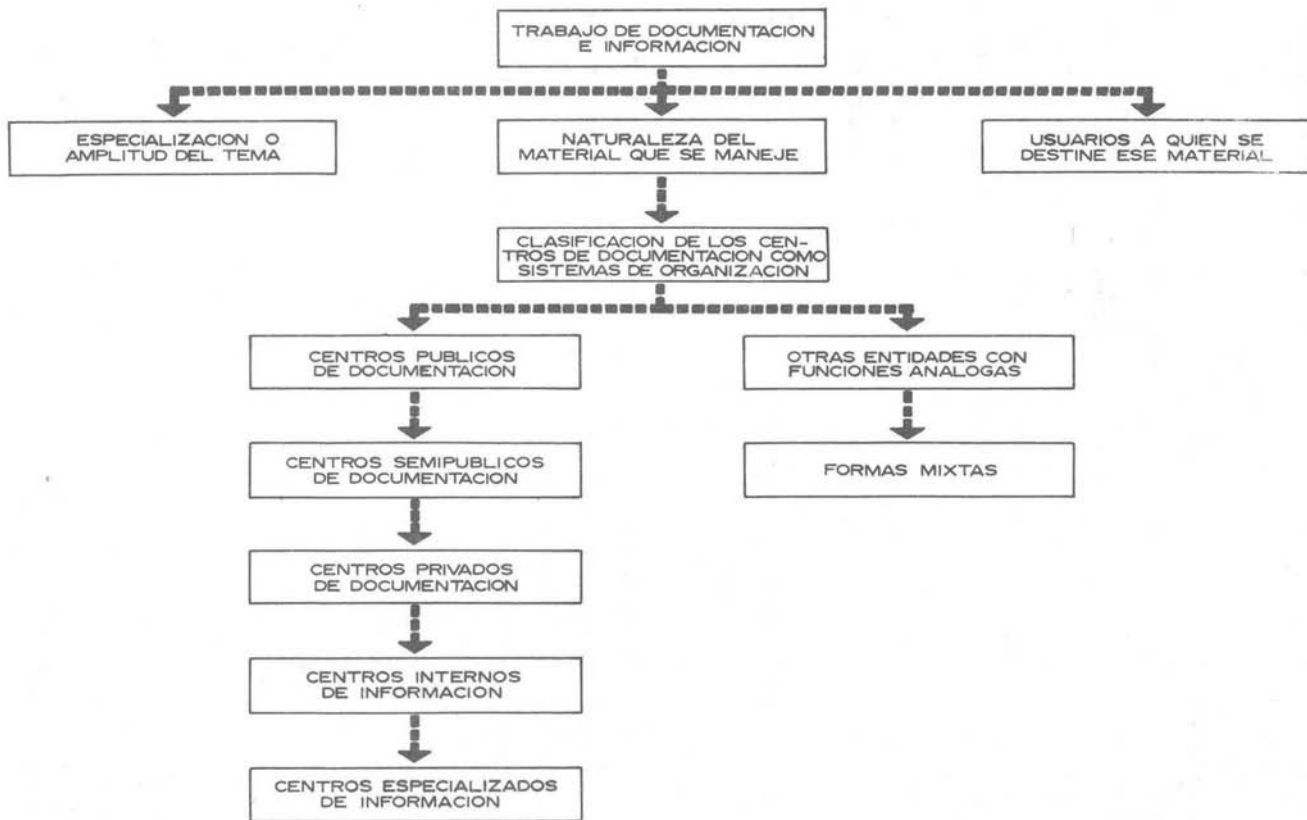 TRABAJO DE DOCUMENTACION
E INFORMACION
ESPECIALIZACION O
AMPLITUD DEL TEMA
NATURALEZA DEL
MATERIAL QUE SE MANEJE
USUARIOS A QUIEN SE
DESTINE ESE MATERIAL
CLASIFICACION DE LOS CEN-
TROS DE DOCUMENTACION COMO
SISTEMAS DE ORGANIZACION
CENTROS PUBLICOS
DE DOCUMENTACION
OTRAS ENTIDADES CON
FUNCIONES ANALOGAS
CENTROS SEMIPUBLICOS
DE DOCUMENTACION
FORMAS MIXTAS
CENTROS PRIVADOS
DE DOCUMENTACION
CENTROS INTERNOS
DE INFORMACION
CENTROS ESPECIALIZADOS
DE INFORMACION